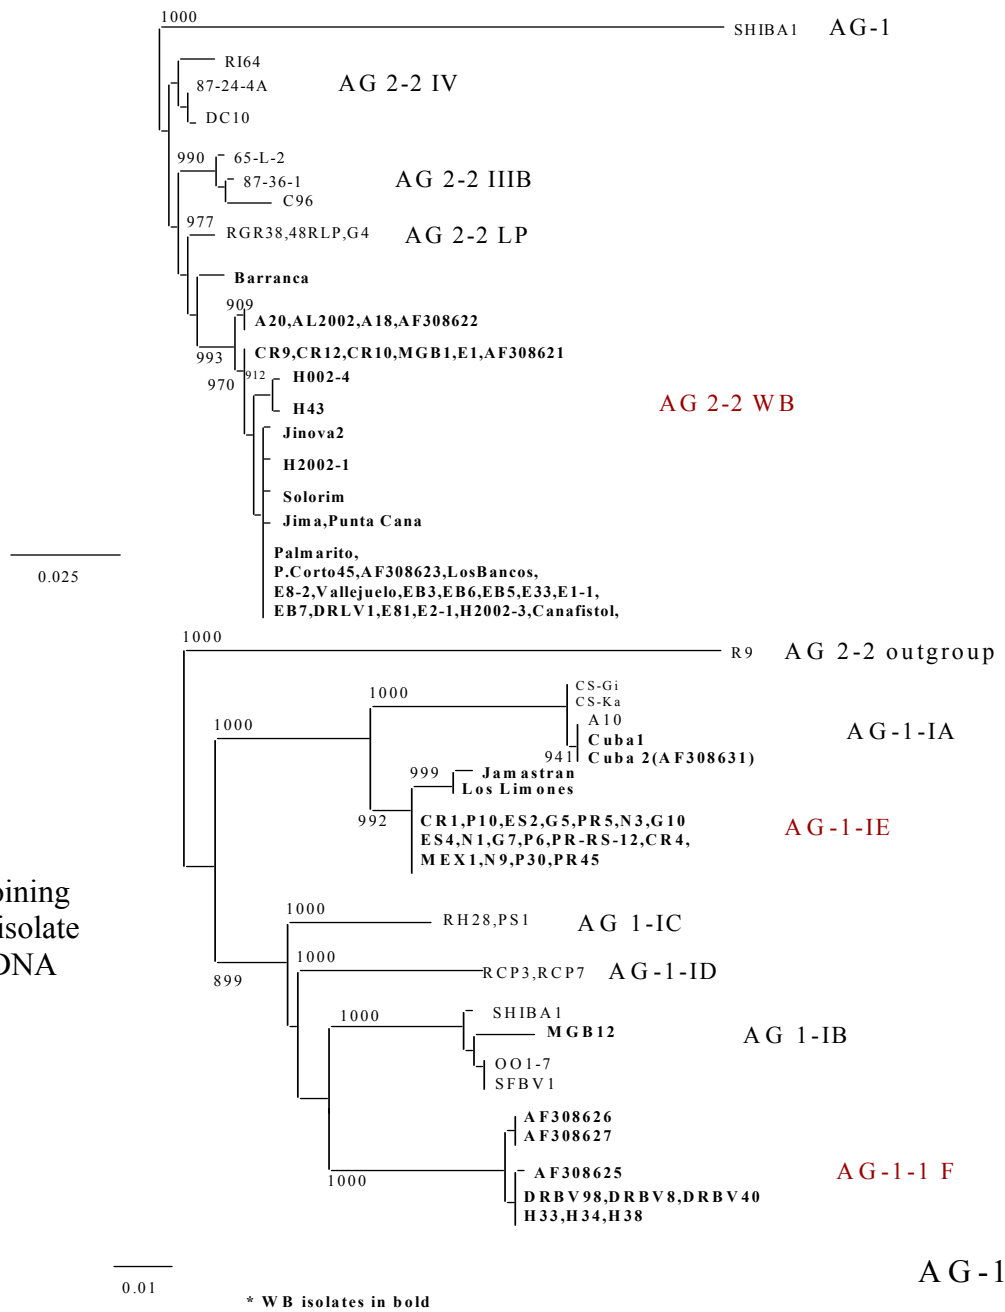 1000
SHIBA1 AG-1
RI64
87-24-4A AG 2-2 IV
DC10
990 65-L-2
87-36-1 AG 2-2 IIIB
C96
977
RGR38,48RLP,G4 AG 2-2 LP
Barranca
909
A20,AL2002,A18,AF308622
993 CR9,CR12,CR10,MGB1,E1,AF308621
970 912 H002-4
AG 2-2 WB
H43
Jinova2
H2002-1
Solorim
Jima,Punta Cana
Palmarito,
0.025 P.Corto45,AF308623,LosBancos,
E8-2,Vallejuelo,EB3,EB6,EB5,E33,E1-1,
EB7,DRLV1,E81,E2-1,H2002-3,Canafistol,
1000
R9 AG 2-2 outgroup
1000 CS-Gi
CS-Ka
1000 A10
AG-1-IA
Cuba1
941 Cuba 2(AF308631)
999 Jamastran
Los Limones
992 CR1,P10,ES2,G5,PR5,N3,G10
AG-1-IE
ES4,N1,G7,P6,PR-RS-12,CR4,
MEX1,N9,P30,PR45
oining
isolate
DNA
1000
RH28,PS1 AG 1-IC
899 1000
RCP3,RCP7 AG-1-ID
1000 SHIBA1
MGB12 AG 1-IB
OO1-7
SFBV1
AF308626
AF308627
1000 AF308625 AG-1-1 F
DRBV98,DRBV8,DRBV40
H33,H34,H38
0.01
AG-1
* WB isolates in bold